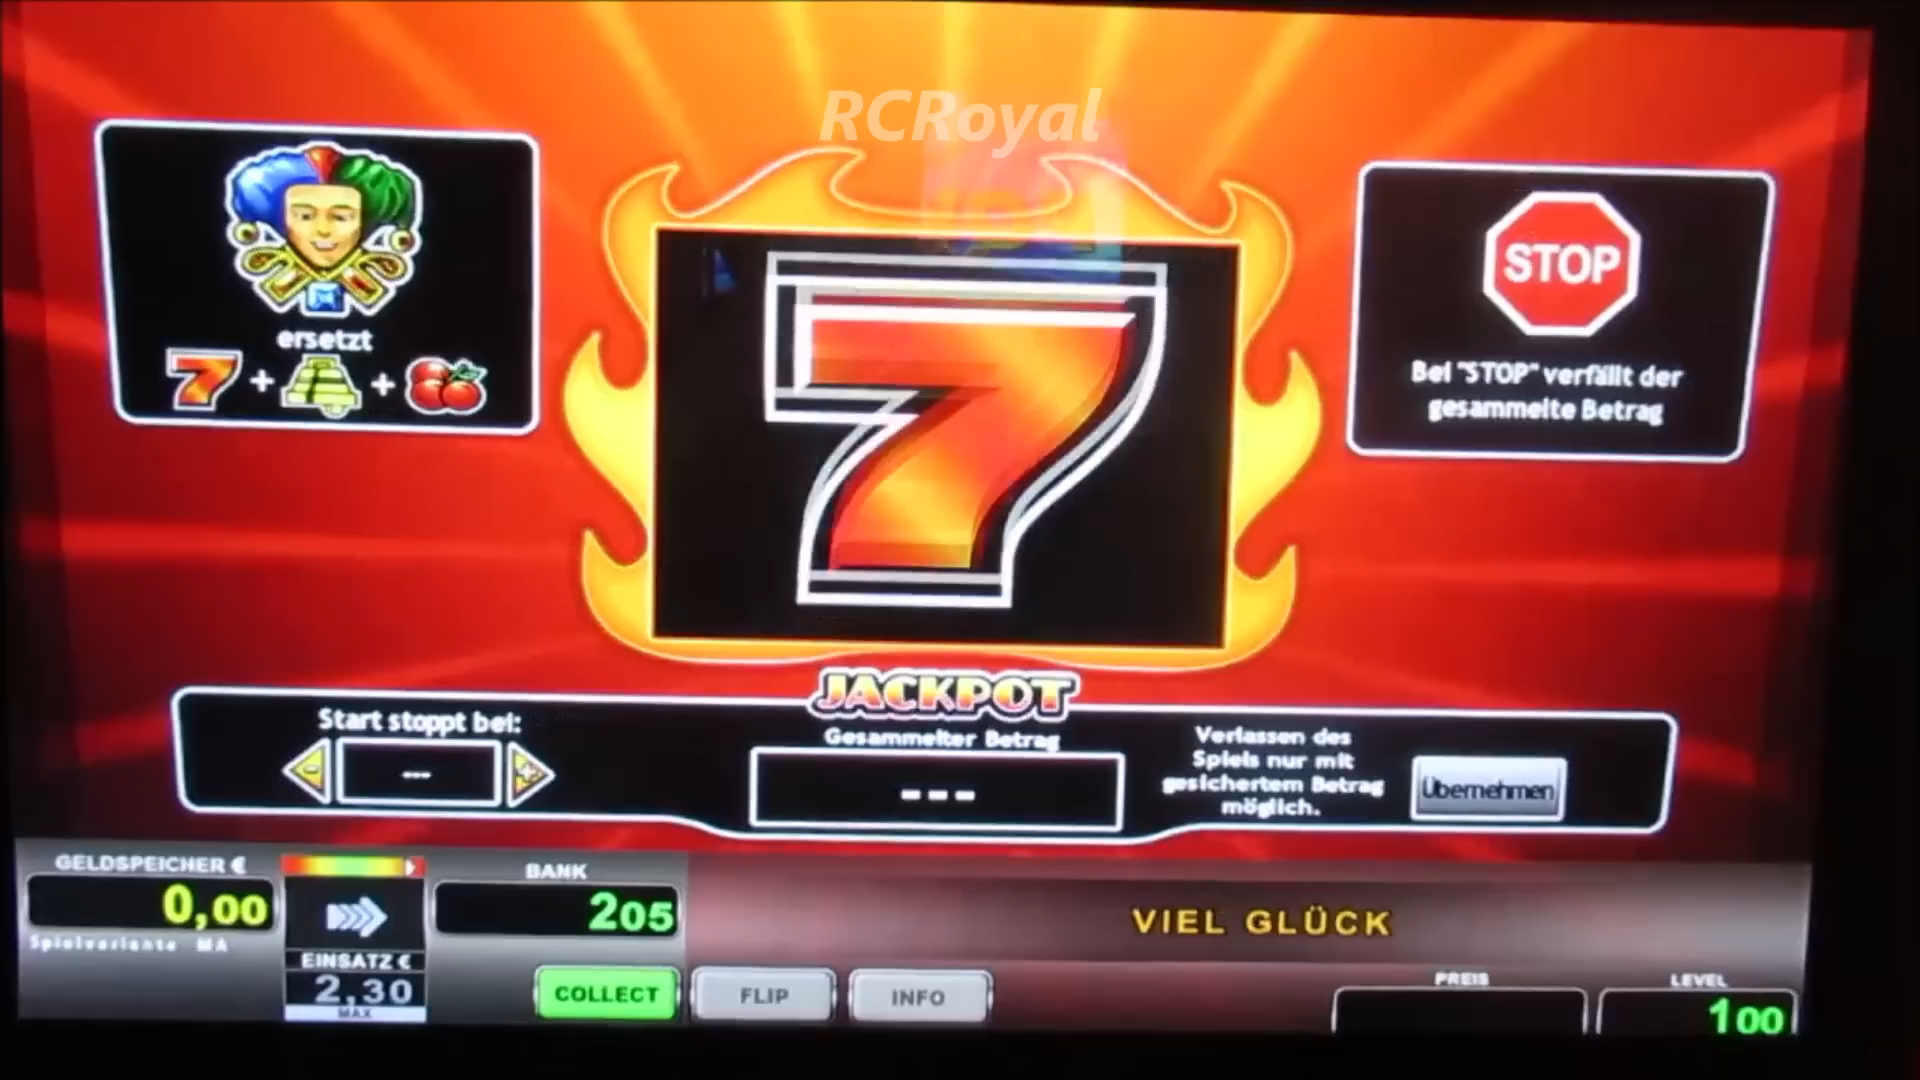 RCRoyal
ersetzt
7 + + 
STOP
Bei "STOP" verfällt der
gesammelte Betrag
JACKPOT
Start stoppt bei:
---
Gesammelter Betrag
---
Verlassen des
Spiels nur mit
gesichertem Betrag
möglich.
Übernehmen
GELDSPEICHER €
0,00
Spielvariante MA
EINSATZ €
2,30
MAX
BANK
205
VIEL GLÜCK
COLLECT
FLIP
INFO
PREIS
LEVEL
100